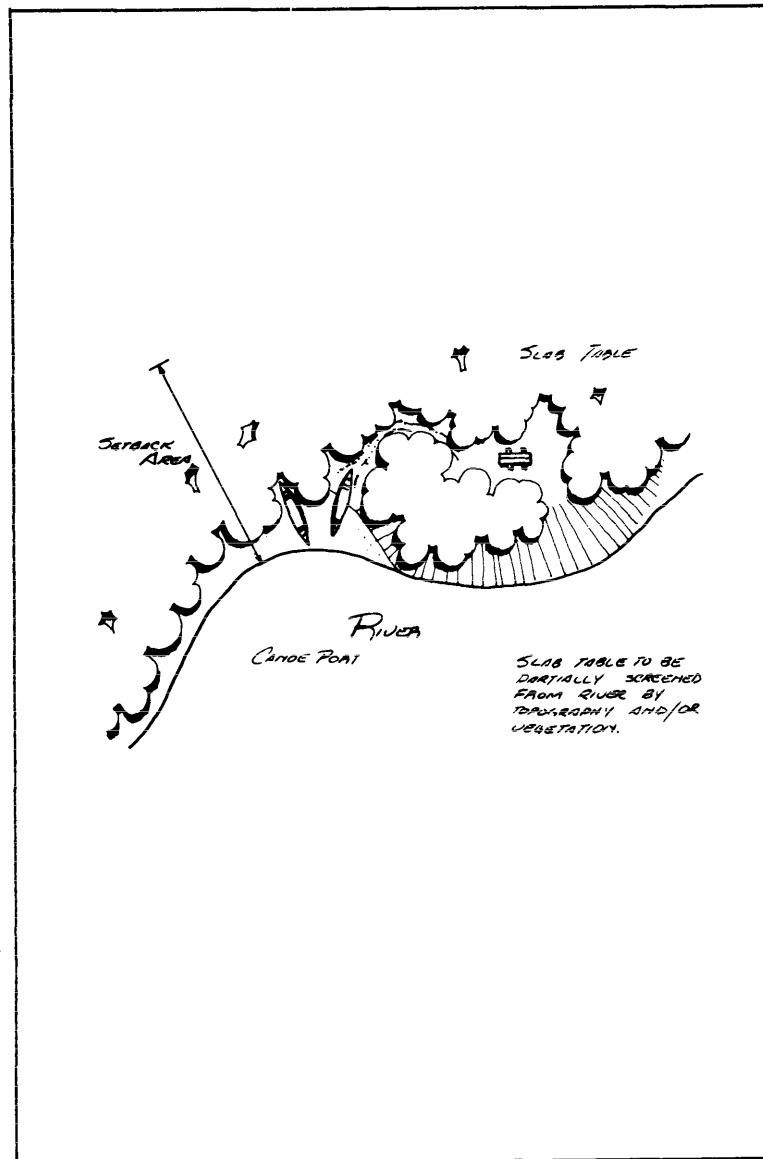 SLAB TABLE
SETBACK
AREA
RIVER
CANOE PORT
SLAB TABLE TO BE
PARTIALLY SCREENED
FROM RIVER BY
TOPOGRAPHY AND/OR
VEGETATION.